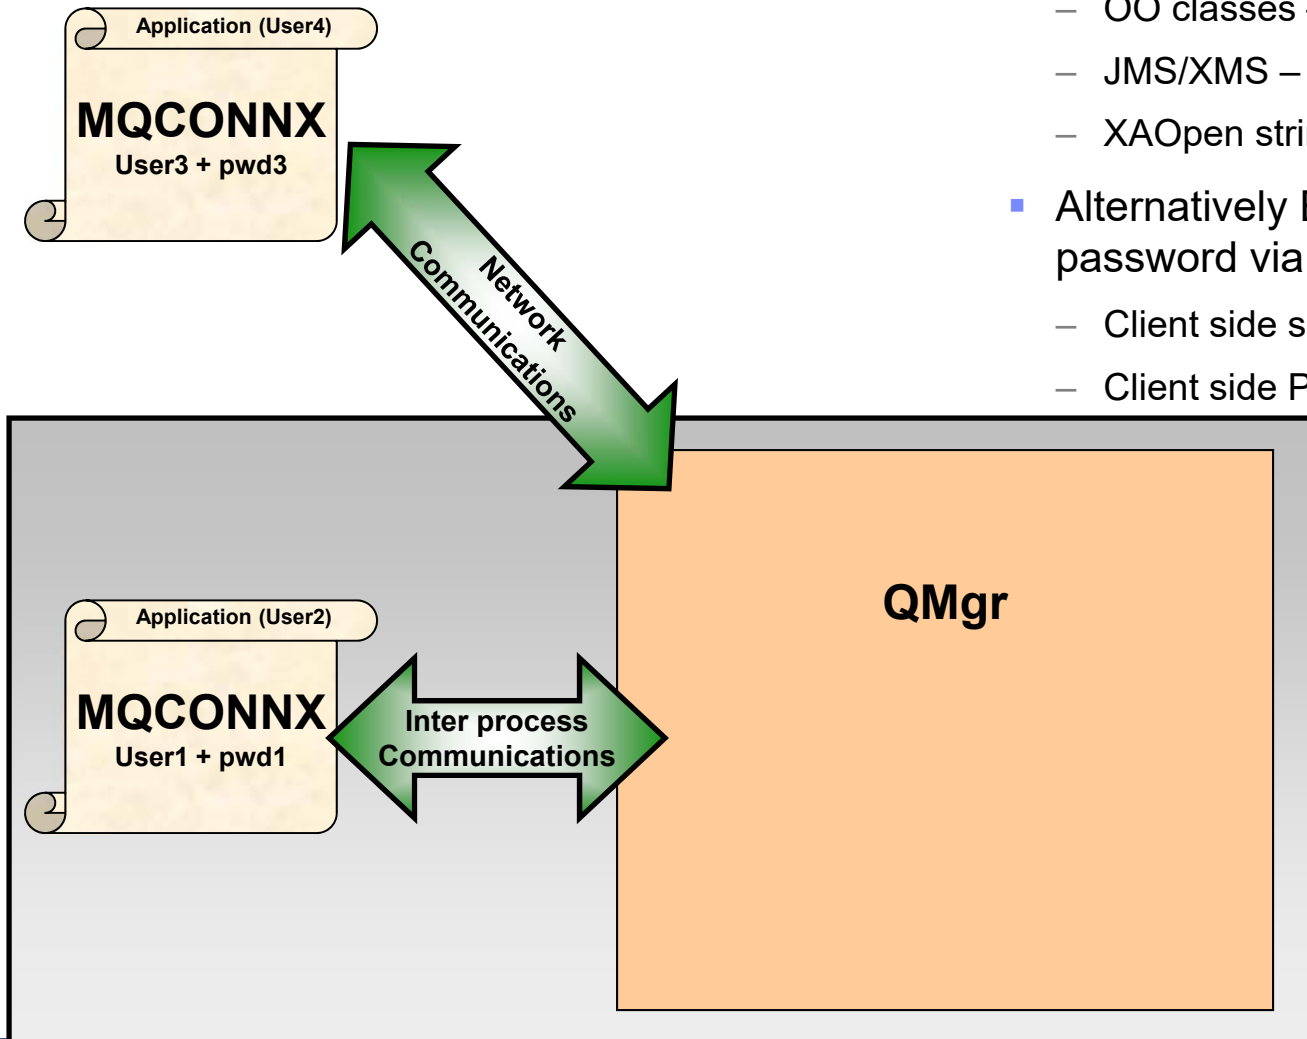 Application (User4)
MQCONNX
User3 + pwd3
Network
Communications
– OO classes
– JMS/XMS –
– XAOpen
▪ Alternatively
password via
– Client side
– Client side
QMgr
Application (User2)
MQCONNX
User1 + pwd1
Inter process
Communications